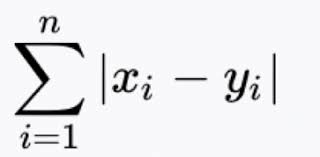 n
∑ |xᵢ − yᵢ|
i=1